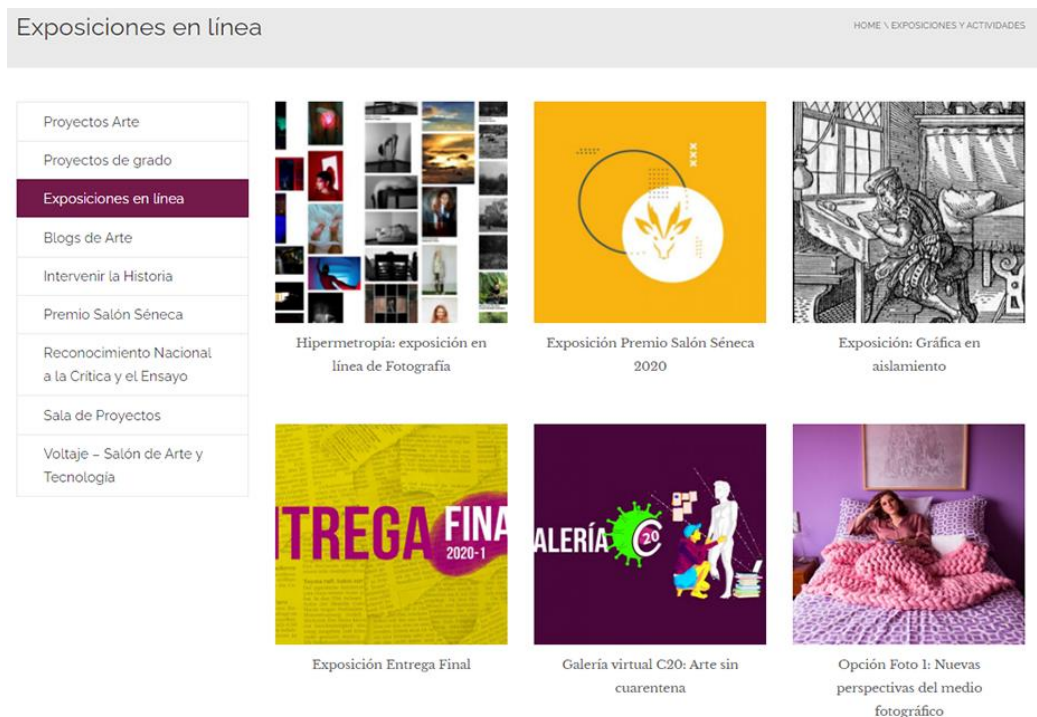 Exposiciones en línea
HOME \ EXPOSICIONES Y ACTIVIDADES
Proyectos Arte
Proyectos de grado
Exposiciones en línea
Blogs de Arte
Intervenir la Historia
Premio Salón Séneca
Reconocimiento Nacional
a la Crítica y el Ensayo
Sala de Proyectos
Voltaje – Salón de Arte y
Tecnología
XXX
Hipermetropía: exposición en
línea de Fotografía
Exposición Premio Salón Séneca
2020
Exposición: Gráfica en
aislamiento
NTREGA FINA
2020-1
ALERÍA C20
Exposición Entrega Final
Galería virtual C20: Arte sin
cuarentena
Opción Foto 1: Nuevas
perspectivas del medio
fotográfico